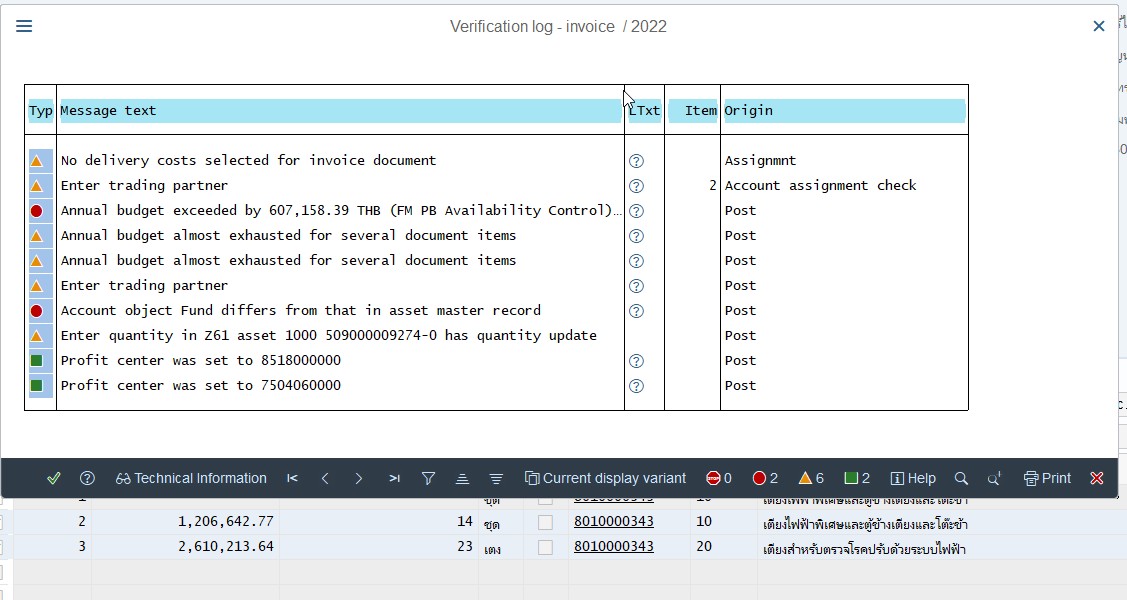 Verification log - invoice / 2022
Typ Message text LTxt Item Origin
No delivery costs selected for invoice document Assignmnt
Enter trading partner 2 Account assignment check
Annual budget exceeded by 607,158.39 THB (FM PB Availability Control)… Post
Annual budget almost exhausted for several document items Post
Annual budget almost exhausted for several document items Post
Enter trading partner Post
Account object Fund differs from that in asset master record Post
Enter quantity in Z61 asset 1000 509000009274-0 has quantity update Post
Profit center was set to 8518000000 Post
Profit center was set to 7504060000 Post
Technical Information Current display variant STOP 0 2 6 2 Help Print
2 1,206,642.77 14 ชุด 8010000343 10 เตียงไฟฟ้าพิเศษและตู้ข้างเตียงและโต๊ะข้า
3 2,610,213.64 23 เตง 8010000343 20 เตียงสำหรับตรวจโรคปรับด้วยระบบไฟฟ้า